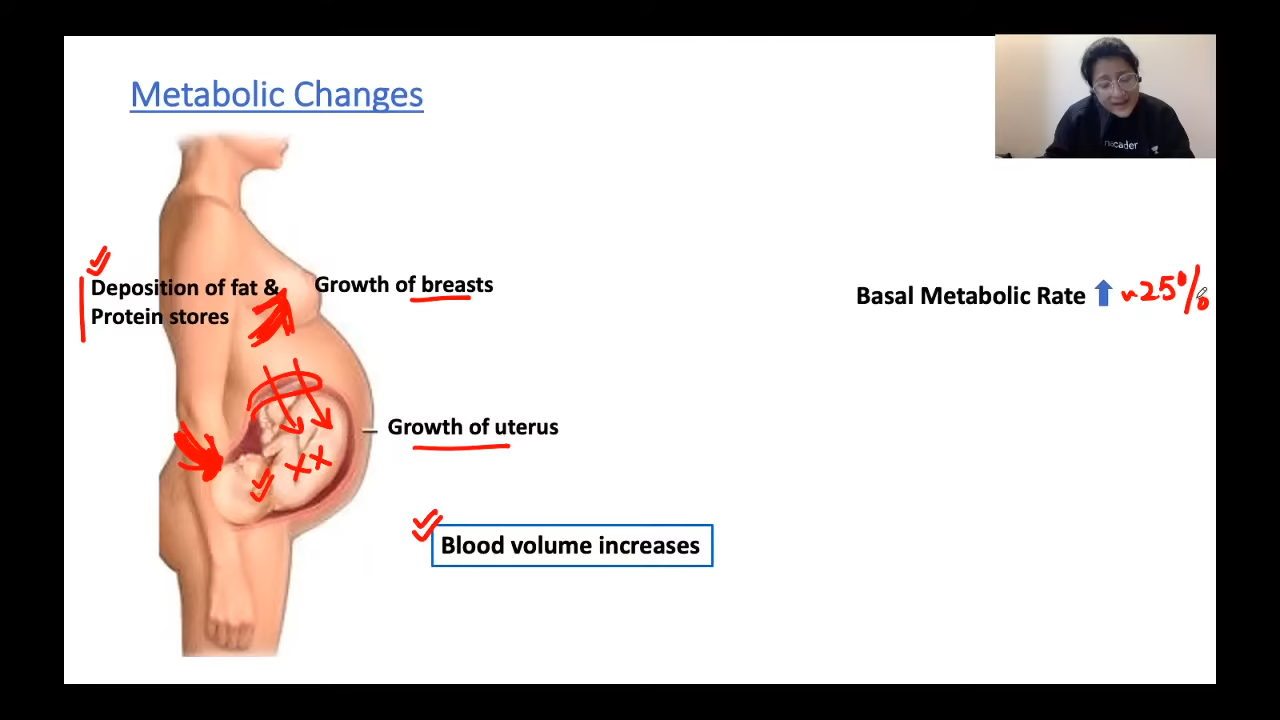 Metabolic Changes
Deposition of fat &
Protein stores
Growth of breasts
Basal Metabolic Rate ↑ ~25%
Growth of uterus
Blood volume increases